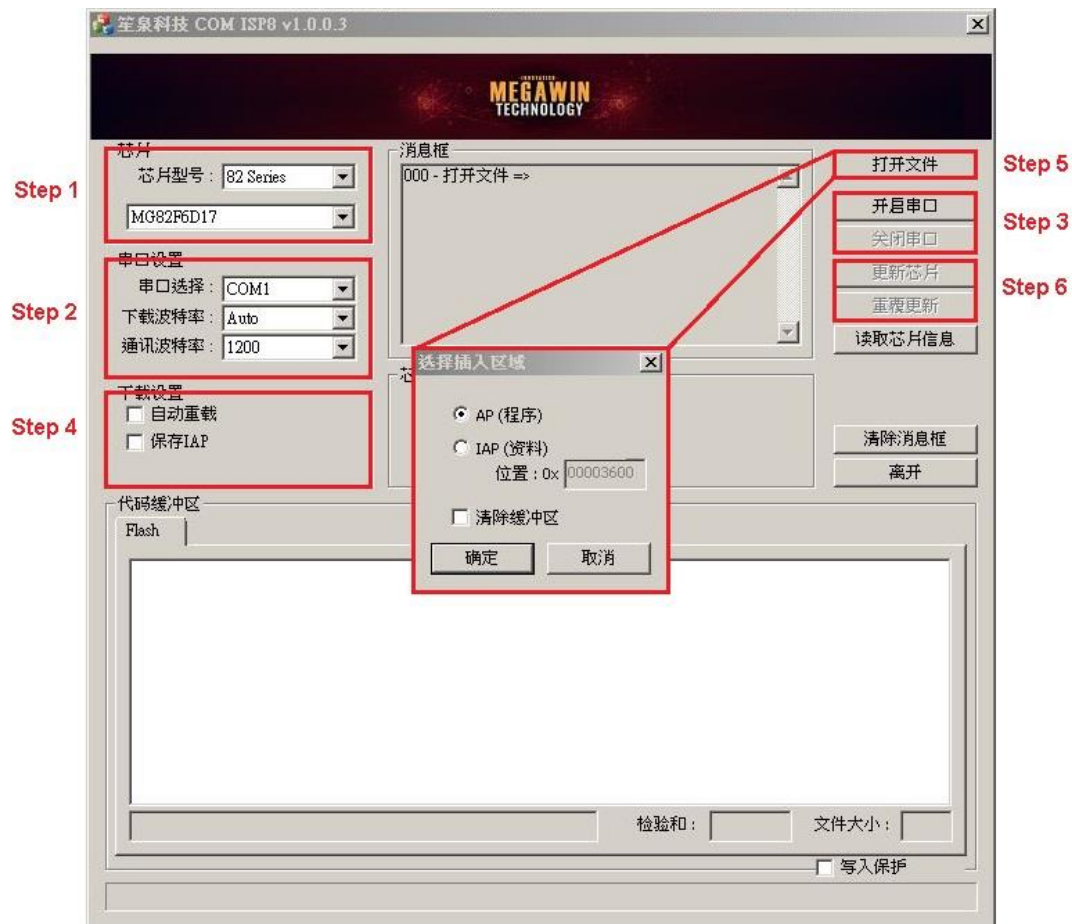 笙泉科技 COM ISP8 v1.0.0.3
INNOVATION
MEGAWIN
TECHNOLOGY
Step 1
芯片
芯片型号：82 Series
MG82F6D17
Step 2
串口设置
串口选择：COM1
下载波特率：Auto
通讯波特率：1200
Step 4
下载设置
自动重载
保存IAP
消息框
000 - 打开文件 =>
芯
选择插入区域
AP (程序)
IAP (资料)
位置：0x 00003600
清除缓冲区
确定
取消
打开文件
Step 5
开启串口
关闭串口
Step 3
更新芯片
重覆更新
Step 6
读取芯片信息
清除消息框
离开
代码缓冲区
Flash
检验和：
文件大小：
写入保护